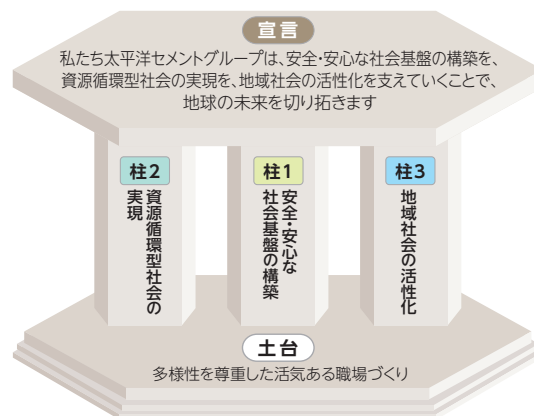 宣言
私たち太平洋セメントグループは、安全・安心な社会基盤の構築を、
資源循環型社会の実現を、地域社会の活性化を支えていくことで、
地球の未来を切り拓きます
柱2
資源循環型社会の
実現
柱1
安全・安心な
社会基盤の構築
柱3
地域社会の活性化
土台
多様性を尊重した活気ある職場づくり